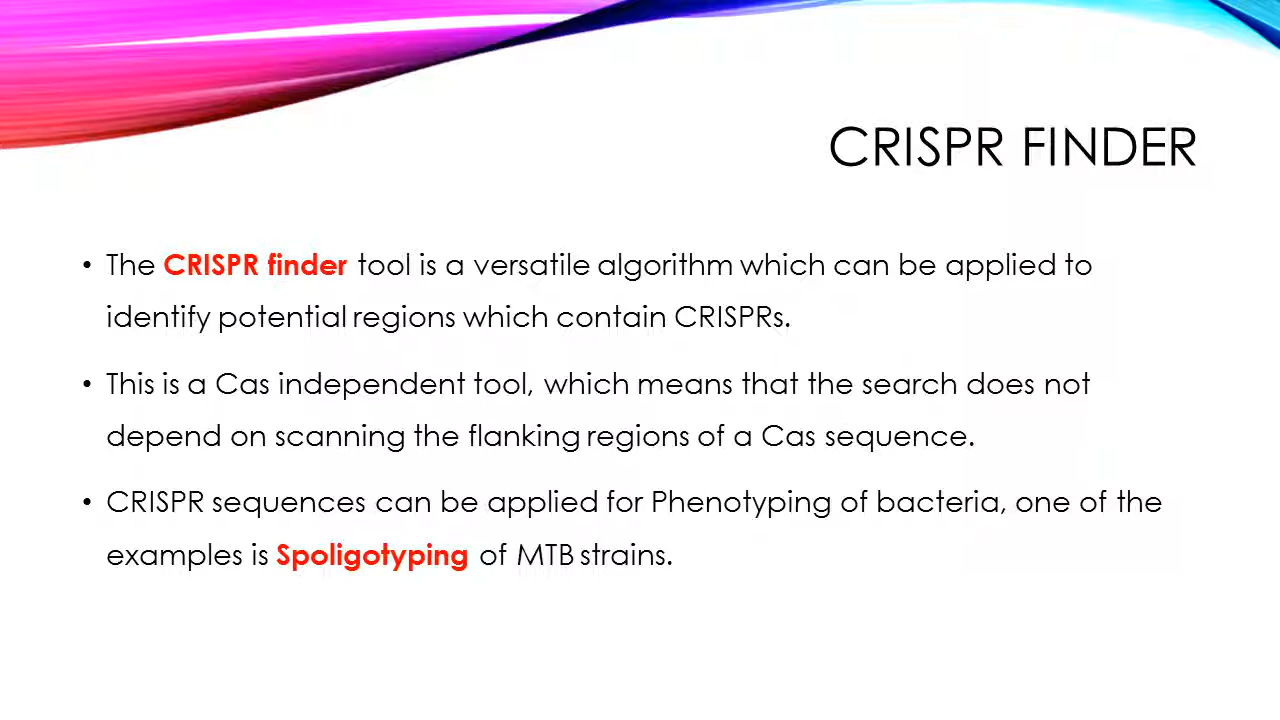 CRISPR FINDER
• The CRISPR finder tool is a versatile algorithm which can be applied to
identify potential regions which contain CRISPRs.
• This is a Cas independent tool, which means that the search does not
depend on scanning the flanking regions of a Cas sequence.
• CRISPR sequences can be applied for Phenotyping of bacteria, one of the
examples is Spoligotyping of MTB strains.